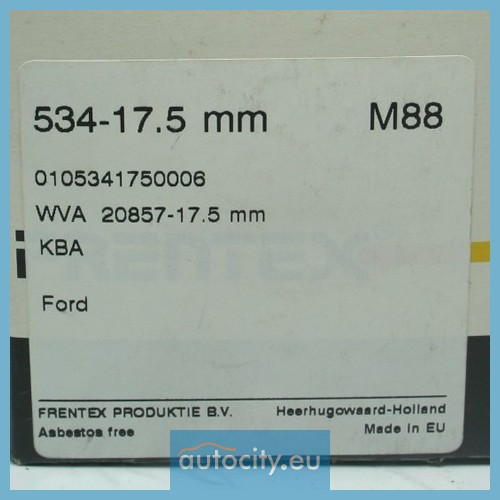 534-17.5 mm M88
0105341750006
WVA 20857-17.5 mm
KBA
FRENTEX
Ford
FRENTEX PRODUKTIE B.V. Heerhugowaard-Holland
Asbestos free Made in EU
autocity.eu